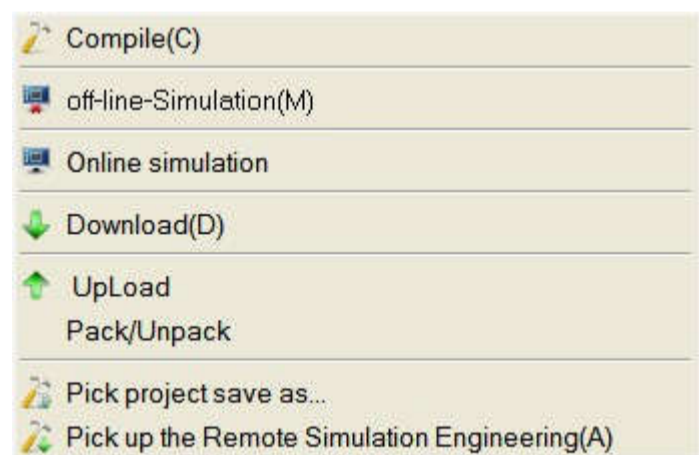 Compile(C)
off-line-Simulation(M)
Online simulation
Download(D)
UpLoad
Pack/Unpack
Pick project save as...
Pick up the Remote Simulation Engineering(A)